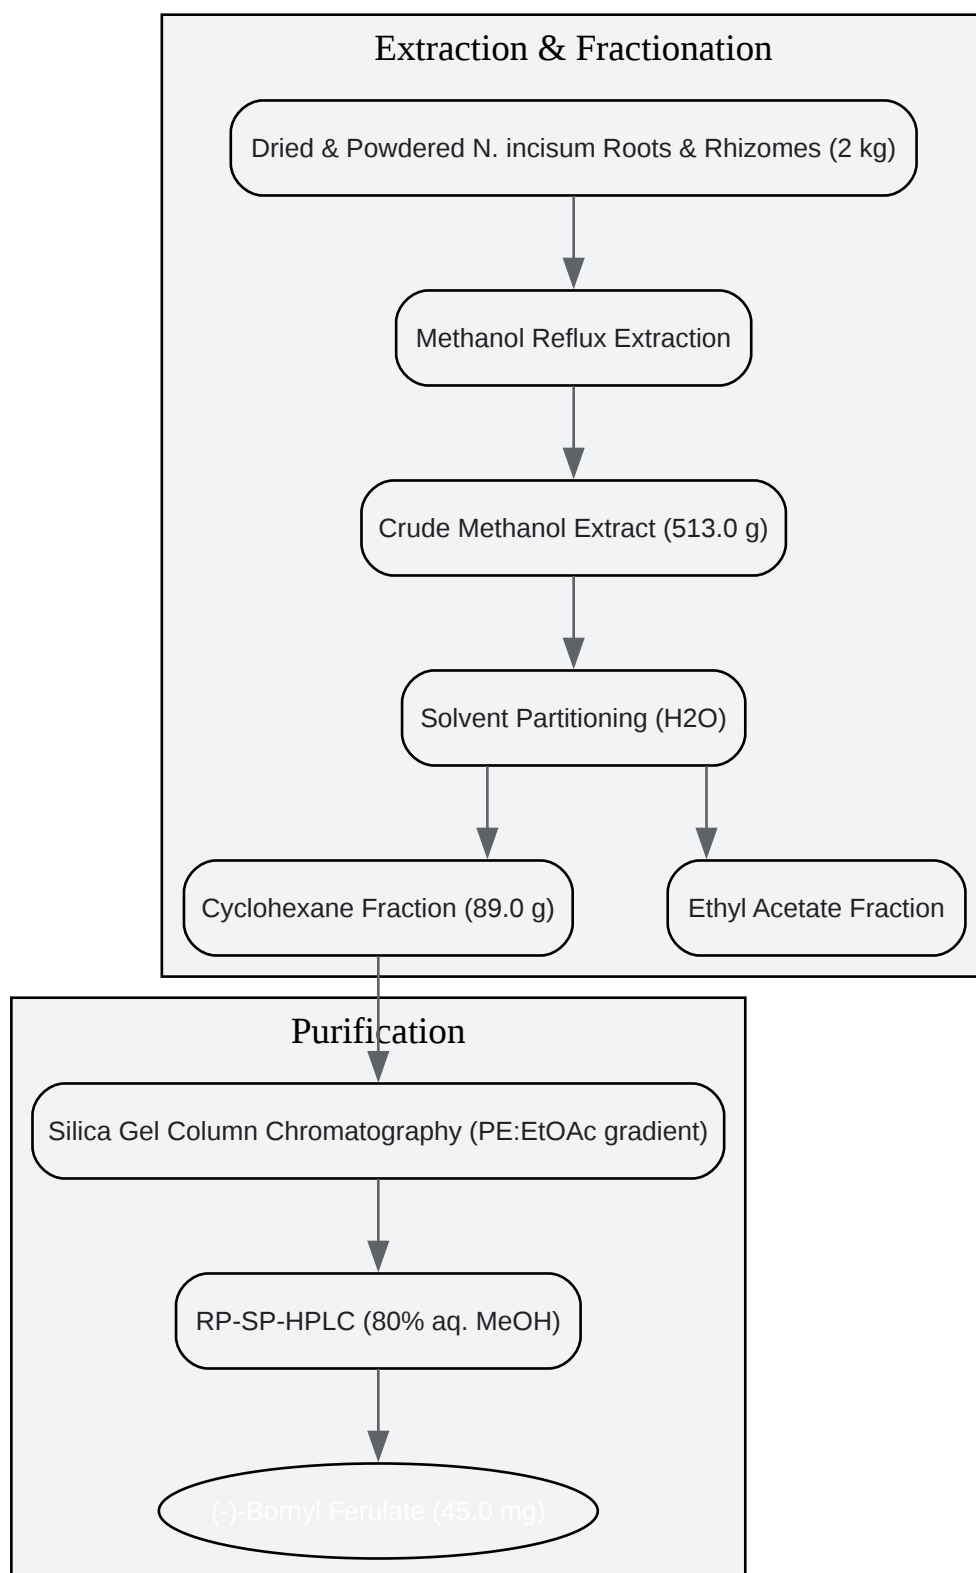 Extraction & Fractionation
Dried & Powdered N. incisum Roots & Rhizomes (2 kg)
Methanol Reflux Extraction
Crude Methanol Extract (513.0 g)
Solvent Partitioning (H2O)
Cyclohexane Fraction (89.0 g)
Ethyl Acetate Fraction
Purification
Silica Gel Column Chromatography (PE:EtOAc gradient)
RP-SP-HPLC (80% aq. MeOH)
(-)-Bornyl Ferulate (45.0 mg)